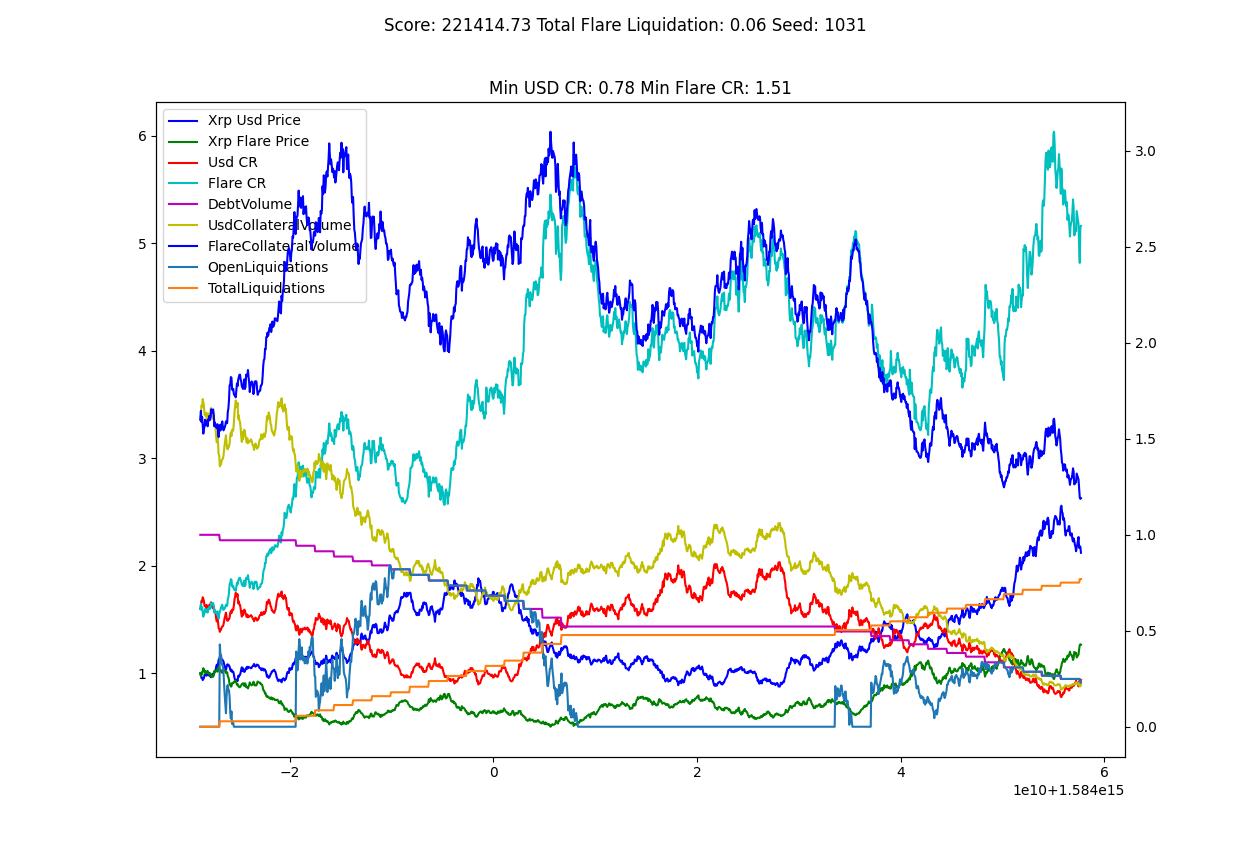 Score: 221414.73 Total Flare Liquidation: 0.06 Seed: 1031
Min USD CR: 0.78 Min Flare CR: 1.51
Xrp Usd Price
Xrp Flare Price
Usd CR
Flare CR
DebtVolume
UsdCollateralVolume
FlareCollateralVolume
OpenLiquidations
TotalLiquidations
6
5
4
3
2
1
3.0
2.5
2.0
1.5
1.0
0.5
0.0
−2
0
2
4
6
1e10+1.584e15